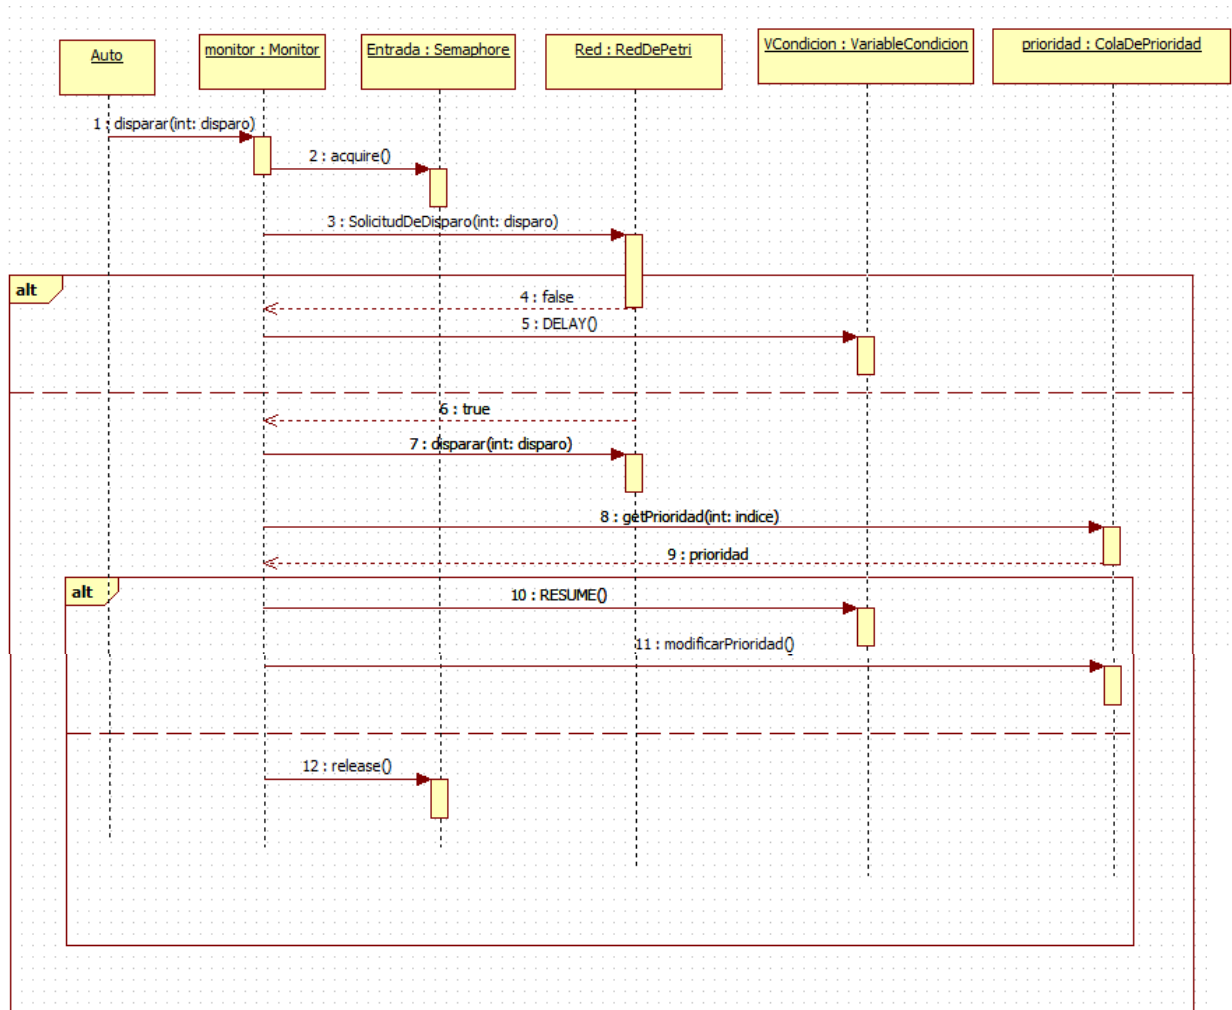 Auto
monitor : Monitor
Entrada : Semaphore
Red : RedDePetri
VCondicion : VariableCondicion
prioridad : ColaDePrioridad
1 : disparar(int: disparo)
2 : acquire()
3 : SolicitudDeDisparo(int: disparo)
alt
4 : false
5 : DELAY()
6 : true
7 : disparar(int: disparo)
8 : getPrioridad(int: indice)
9 : prioridad
alt
10 : RESUME()
11 : modificarPrioridad()
12 : release()